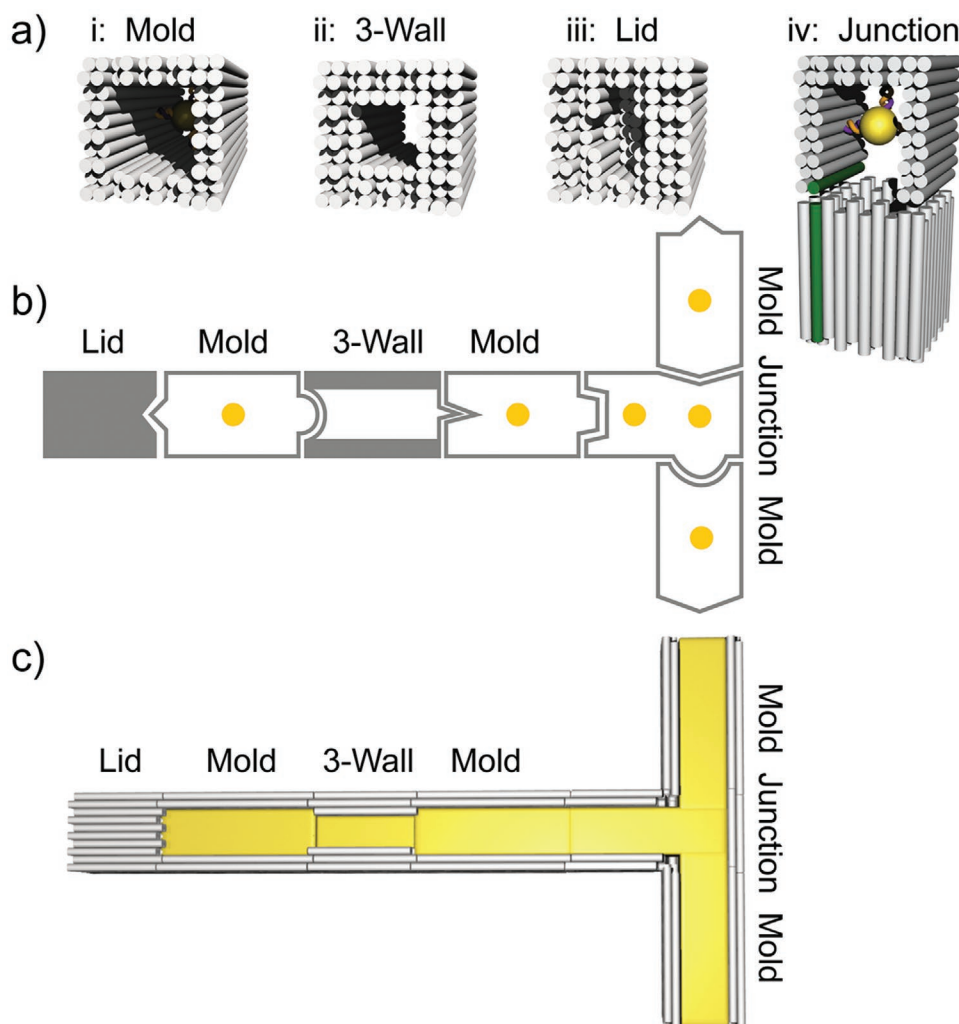 a)
i: Mold
ii: 3-Wall
iii: Lid
iv: Junction
b)
Lid
Mold
3-Wall
Mold
Mold
Junction
Mold
c)
Lid
Mold
3-Wall
Mold
Mold
Junction
Mold